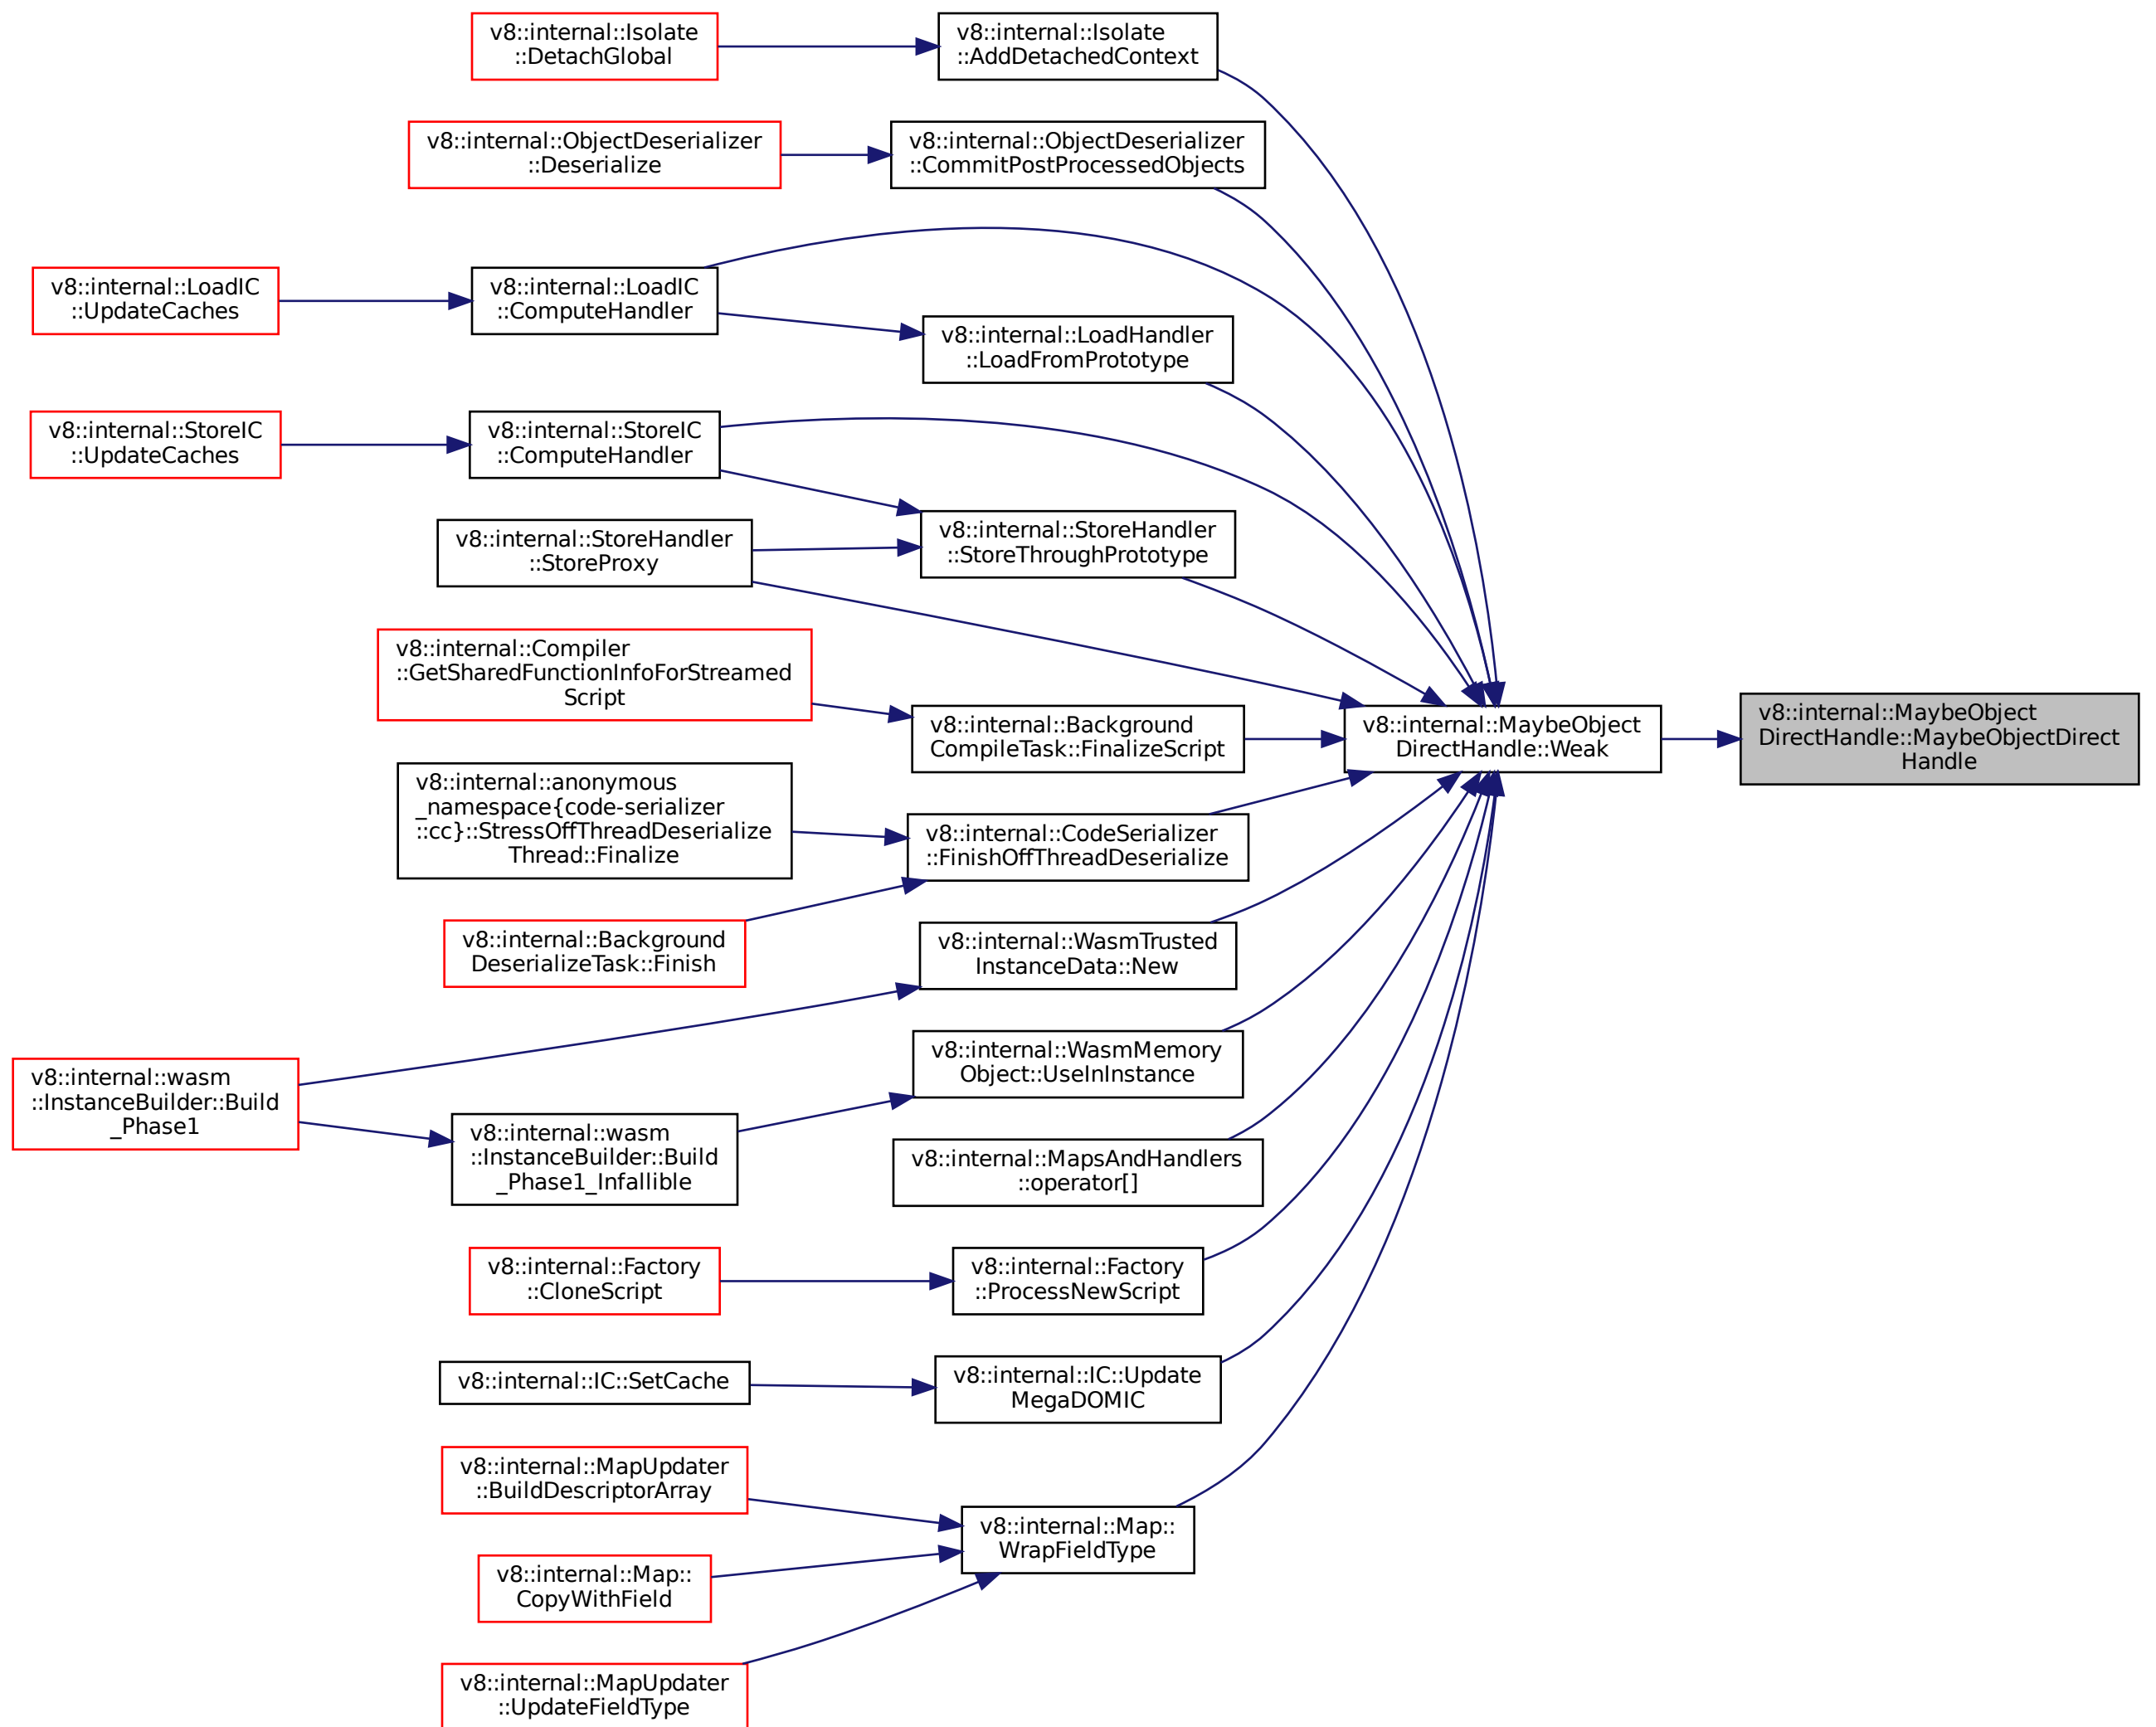 v8::internal::Isolate
::DetachGlobal
v8::internal::Isolate
::AddDetachedContext
v8::internal::ObjectDeserializer
::Deserialize
v8::internal::ObjectDeserializer
::CommitPostProcessedObjects
v8::internal::LoadIC
::UpdateCaches
v8::internal::LoadIC
::ComputeHandler
v8::internal::LoadHandler
::LoadFromPrototype
v8::internal::StoreIC
::UpdateCaches
v8::internal::StoreIC
::ComputeHandler
v8::internal::StoreHandler
::StoreProxy
v8::internal::StoreHandler
::StoreThroughPrototype
v8::internal::Compiler
::GetSharedFunctionInfoForStreamed
Script
v8::internal::Background
CompileTask::FinalizeScript
v8::internal::MaybeObject
DirectHandle::Weak
v8::internal::MaybeObject
DirectHandle::MaybeObjectDirect
Handle
v8::internal::anonymous
_namespace{code-serializer
::cc}::StressOffThreadDeserialize
Thread::Finalize
v8::internal::CodeSerializer
::FinishOffThreadDeserialize
v8::internal::Background
DeserializeTask::Finish
v8::internal::WasmTrusted
InstanceData::New
v8::internal::wasm
::InstanceBuilder::Build
_Phase1
v8::internal::WasmMemory
Object::UseInInstance
v8::internal::wasm
::InstanceBuilder::Build
_Phase1_Infallible
v8::internal::MapsAndHandlers
::operator[]
v8::internal::Factory
::CloneScript
v8::internal::Factory
::ProcessNewScript
v8::internal::IC::SetCache
v8::internal::IC::Update
MegaDOMIC
v8::internal::MapUpdater
::BuildDescriptorArray
v8::internal::Map::
WrapFieldType
v8::internal::Map::
CopyWithField
v8::internal::MapUpdater
::UpdateFieldType